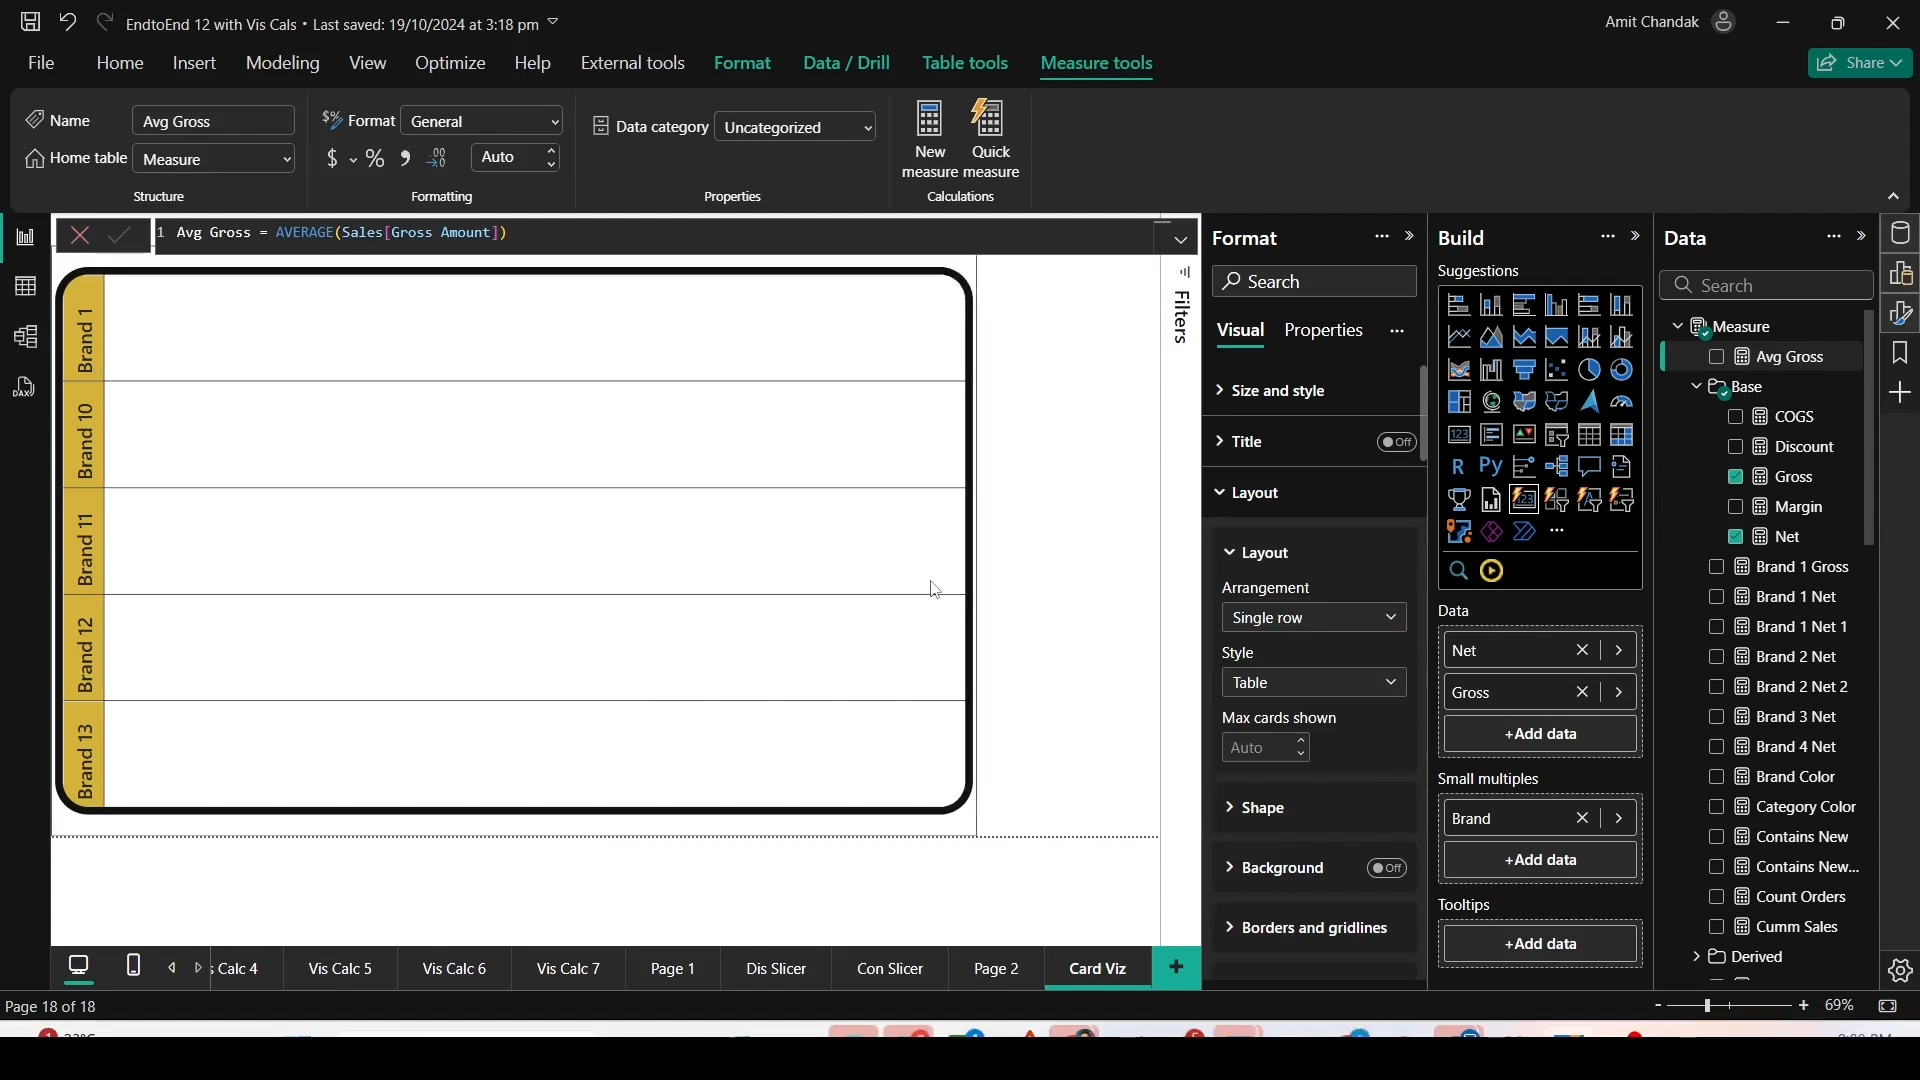 EndtoEnd 12 with Vis Cals • Last saved: 19/10/2024 at 3:18 pm
Amit Chandak
File Home Insert Modeling View Optimize Help External tools Format Data / Drill Table tools Measure tools
Share
Name Avg Gross
Home table Measure
Structure
$% Format General
$ % , .00 Auto
Formatting
Data category Uncategorized
Properties
New measure
Quick measure
Calculations
1 Avg Gross = AVERAGE(Sales[Gross Amount])
Brand 1
Brand 10
Brand 11
Brand 12
Brand 13
Filters
Format
Search
Visual Properties
Size and style
Title Off
Layout
Layout
Arrangement
Single row
Style
Table
Max cards shown
Auto
Shape
Background Off
Borders and gridlines
Build
Suggestions
123
R Py
123
Data
Net
Gross
+Add data
Small multiples
Brand
+Add data
Tooltips
+Add data
Data
Search
Measure
Avg Gross
Base
COGS
Discount
Gross
Margin
Net
Brand 1 Gross
Brand 1 Net
Brand 1 Net 1
Brand 2 Net
Brand 2 Net 2
Brand 3 Net
Brand 4 Net
Brand Color
Category Color
Contains New
Contains New...
Count Orders
Cumm Sales
Derived
DAX
s Calc 4 Vis Calc 5 Vis Calc 6 Vis Calc 7 Page 1 Dis Slicer Con Slicer Page 2 Card Viz +
Page 18 of 18
- + 69%